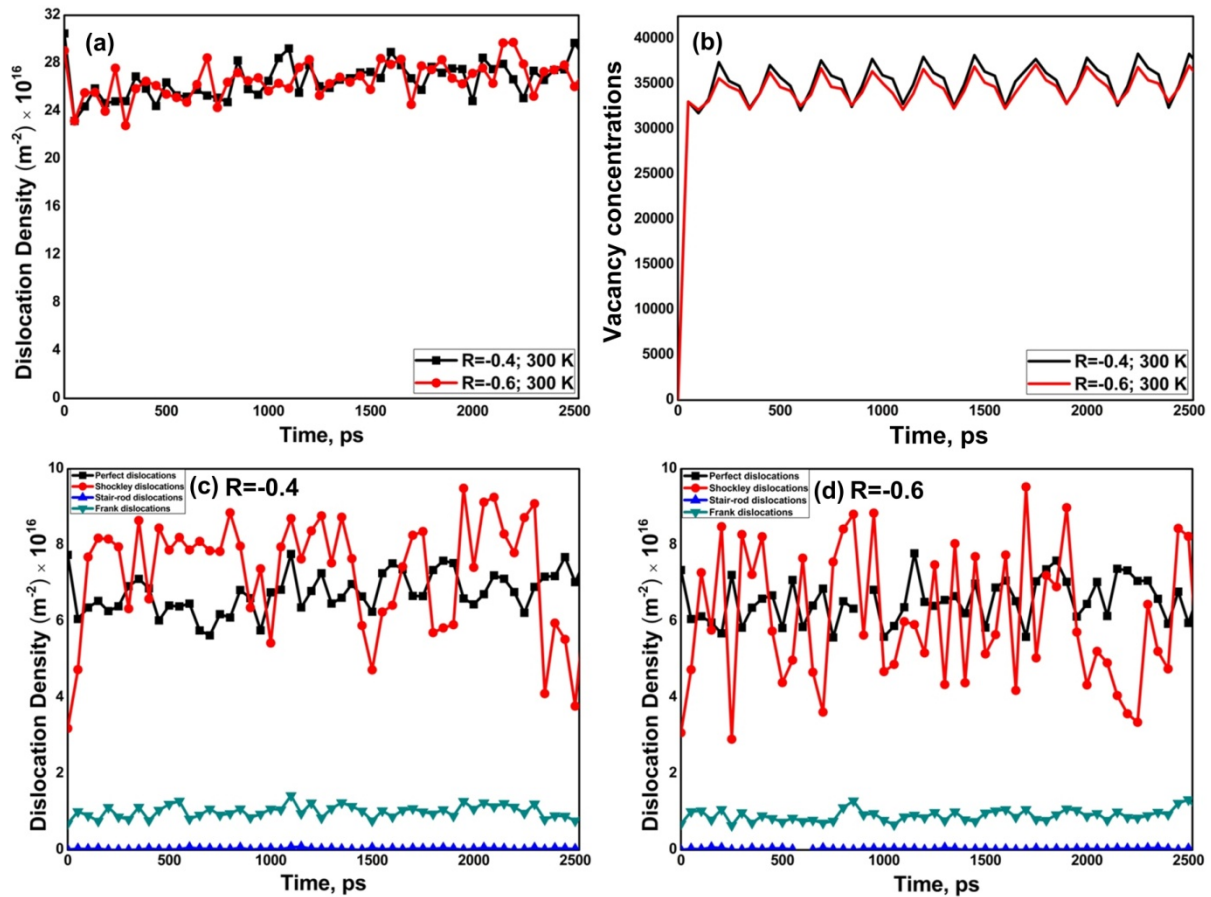 (a)
Dislocation Density (m⁻²) × 10¹⁶
32
28
24
20
16
12
8
4
0
R=-0.4; 300 K
R=-0.6; 300 K
0 500 1000 1500 2000 2500
Time, ps
(b)
Vacancy concentrations
40000
35000
30000
25000
20000
15000
10000
5000
0
R=-0.4; 300 K
R=-0.6; 300 K
0 500 1000 1500 2000 2500
Time, ps
(c) R=-0.4
Perfect dislocations
Shockley dislocations
Stair-rod dislocations
Frank dislocations
Dislocation Density (m⁻²) × 10¹⁶
10
8
6
4
2
0
0 500 1000 1500 2000 2500
Time, ps
(d) R=-0.6
Perfect dislocations
Shockley dislocations
Stair-rod dislocations
Frank dislocations
Dislocation Density (m⁻²) × 10¹⁶
10
8
6
4
2
0
0 500 1000 1500 2000 2500
Time, ps